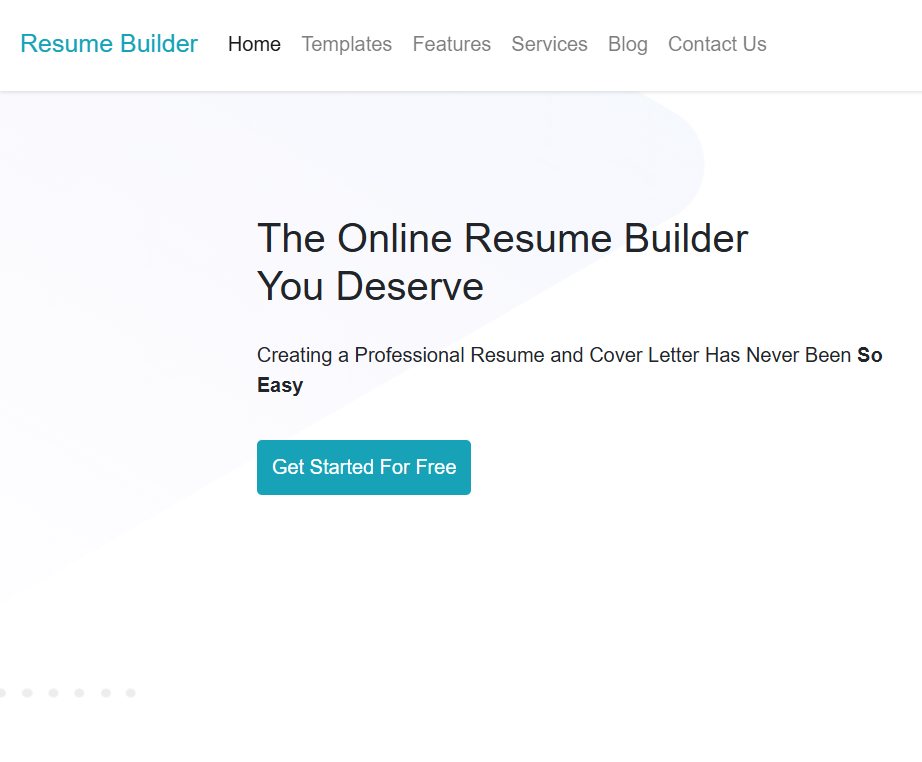 Resume Builder Home Templates Features Services Blog Contact Us
The Online Resume Builder
You Deserve
Creating a Professional Resume and Cover Letter Has Never Been So
Easy
Get Started For Free